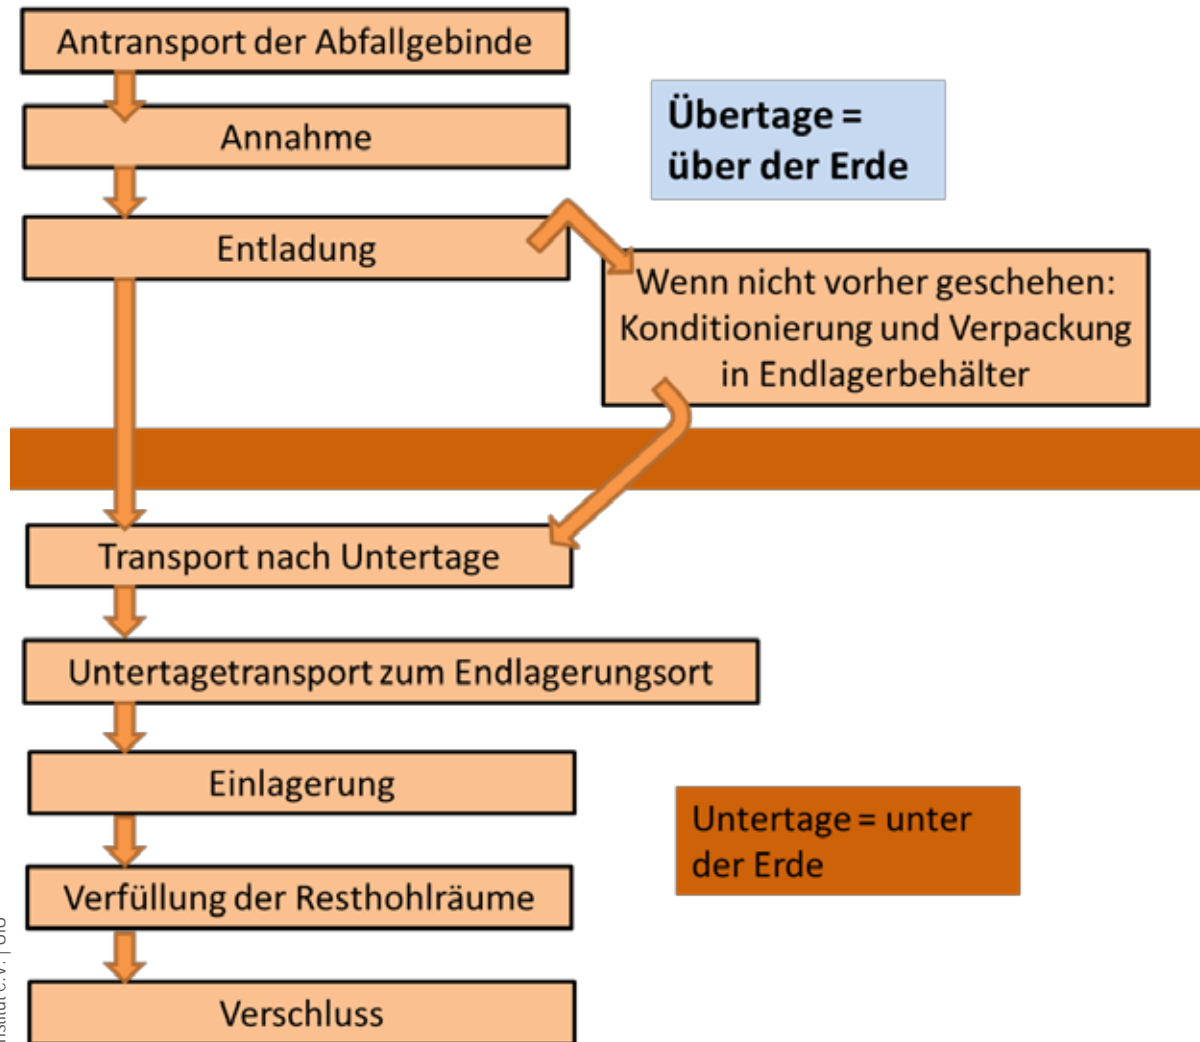 Antransport der Abfallgebinde
Annahme
Übertage =
über der Erde
Entladung
Wenn nicht vorher geschehen:
Konditionierung und Verpackung
in Endlagerbehälter
Transport nach Untertage
Untertagetransport zum Endlagerungsort
Einlagerung
Untertage = unter
der Erde
Verfüllung der Resthohlräume
Verschluss
e.V. |